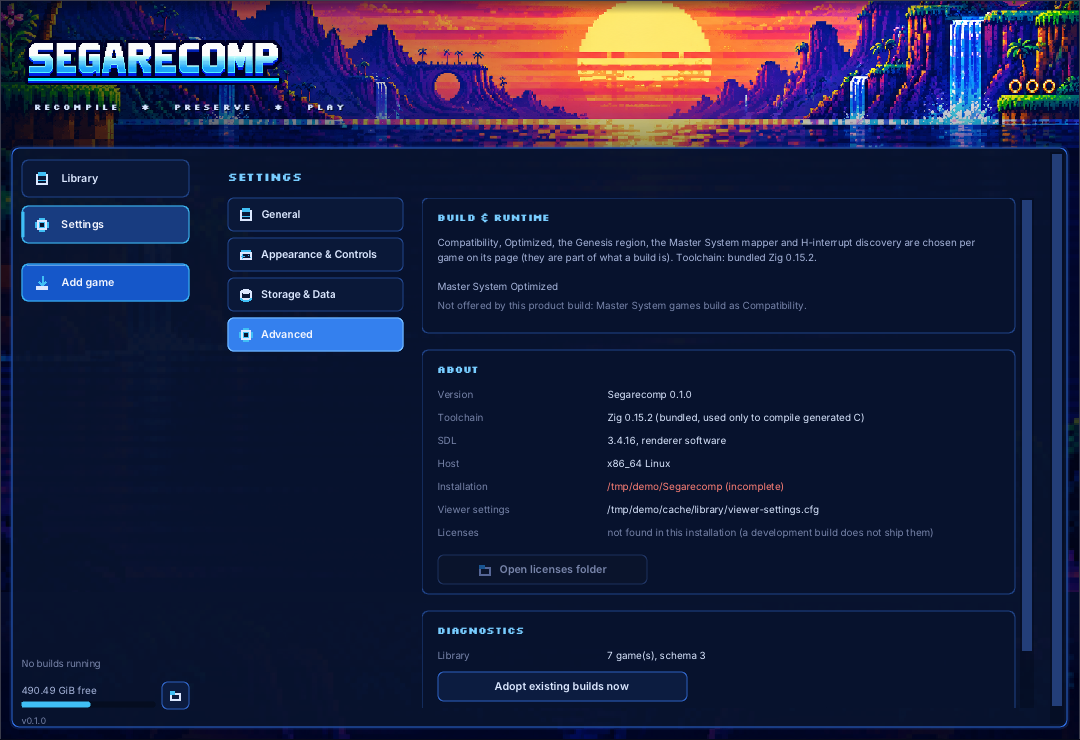 SEGARECOMP
RECOMPILE * PRESERVE * PLAY
Library
Settings
Add game
No builds running
490.49 GiB free
v0.1.0
SETTINGS
General
Appearance & Controls
Storage & Data
Advanced
BUILD & RUNTIME
Compatibility, Optimized, the Genesis region, the Master System mapper and H-interrupt discovery are chosen per
game on its page (they are part of what a build is). Toolchain: bundled Zig 0.15.2.
Master System Optimized
Not offered by this product build: Master System games build as Compatibility.
ABOUT
Version Segarecomp 0.1.0
Toolchain Zig 0.15.2 (bundled, used only to compile generated C)
SDL 3.4.16, renderer software
Host x86_64 Linux
Installation /tmp/demo/Segarecomp (incomplete)
Viewer settings /tmp/demo/cache/library/viewer-settings.cfg
Licenses not found in this installation (a development build does not ship them)
Open licenses folder
DIAGNOSTICS
Library 7 game(s), schema 3
Adopt existing builds now